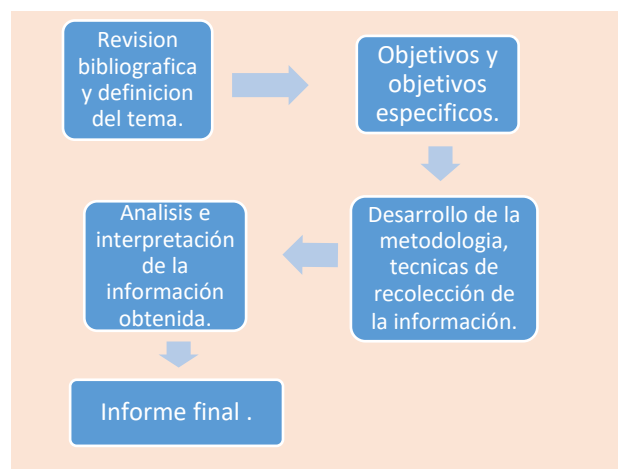 Revision
bibliografica
y definicion
del tema.
Objetivos y
objetivos
especificos.
Desarrollo de la
metodologia,
tecnicas de
recolección de
la información.
Analisis e
interpretación
de la
información
obtenida.
Informe final .